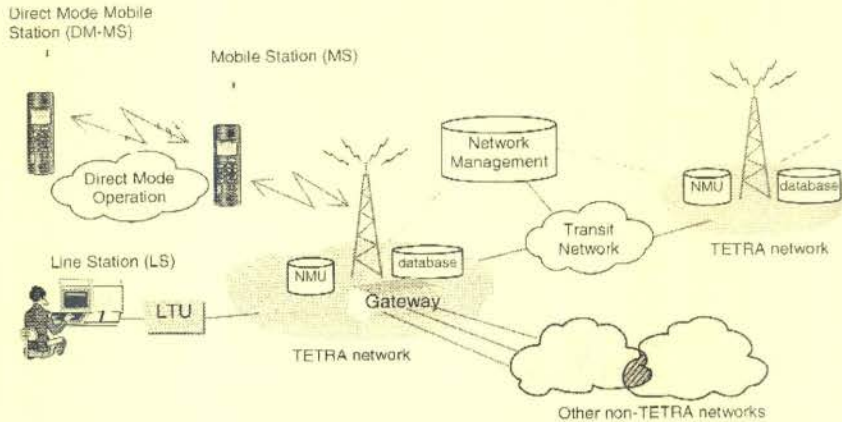 Direct Mode Mobile
Station (DM-MS)
Mobile Station (MS)
Network
Management
Direct Mode
Operation
NMU
database
Transit
Network
TETRA network
Line Station (LS)
NMU
database
LTU
Gateway
TETRA network
Other non-TETRA networks